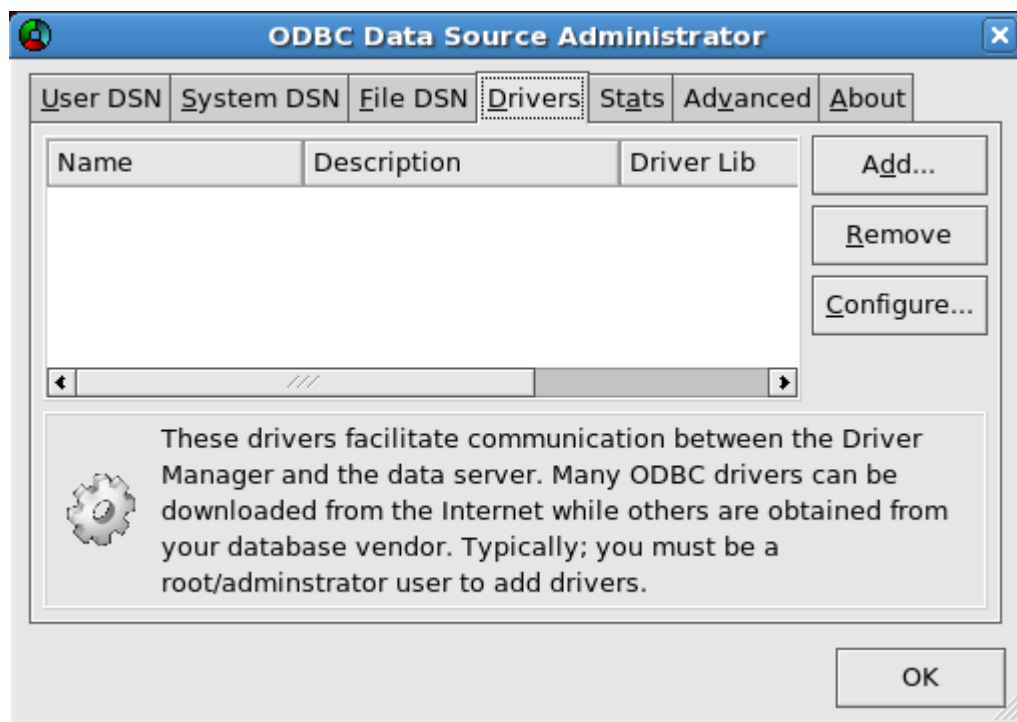 ODBC Data Source Administrator
User DSN System DSN File DSN Drivers Stats Advanced About
Name Description Driver Lib
Add...
Remove
Configure...
These drivers facilitate communication between the Driver
Manager and the data server. Many ODBC drivers can be
downloaded from the Internet while others are obtained from
your database vendor. Typically; you must be a
root/adminstrator user to add drivers.
OK